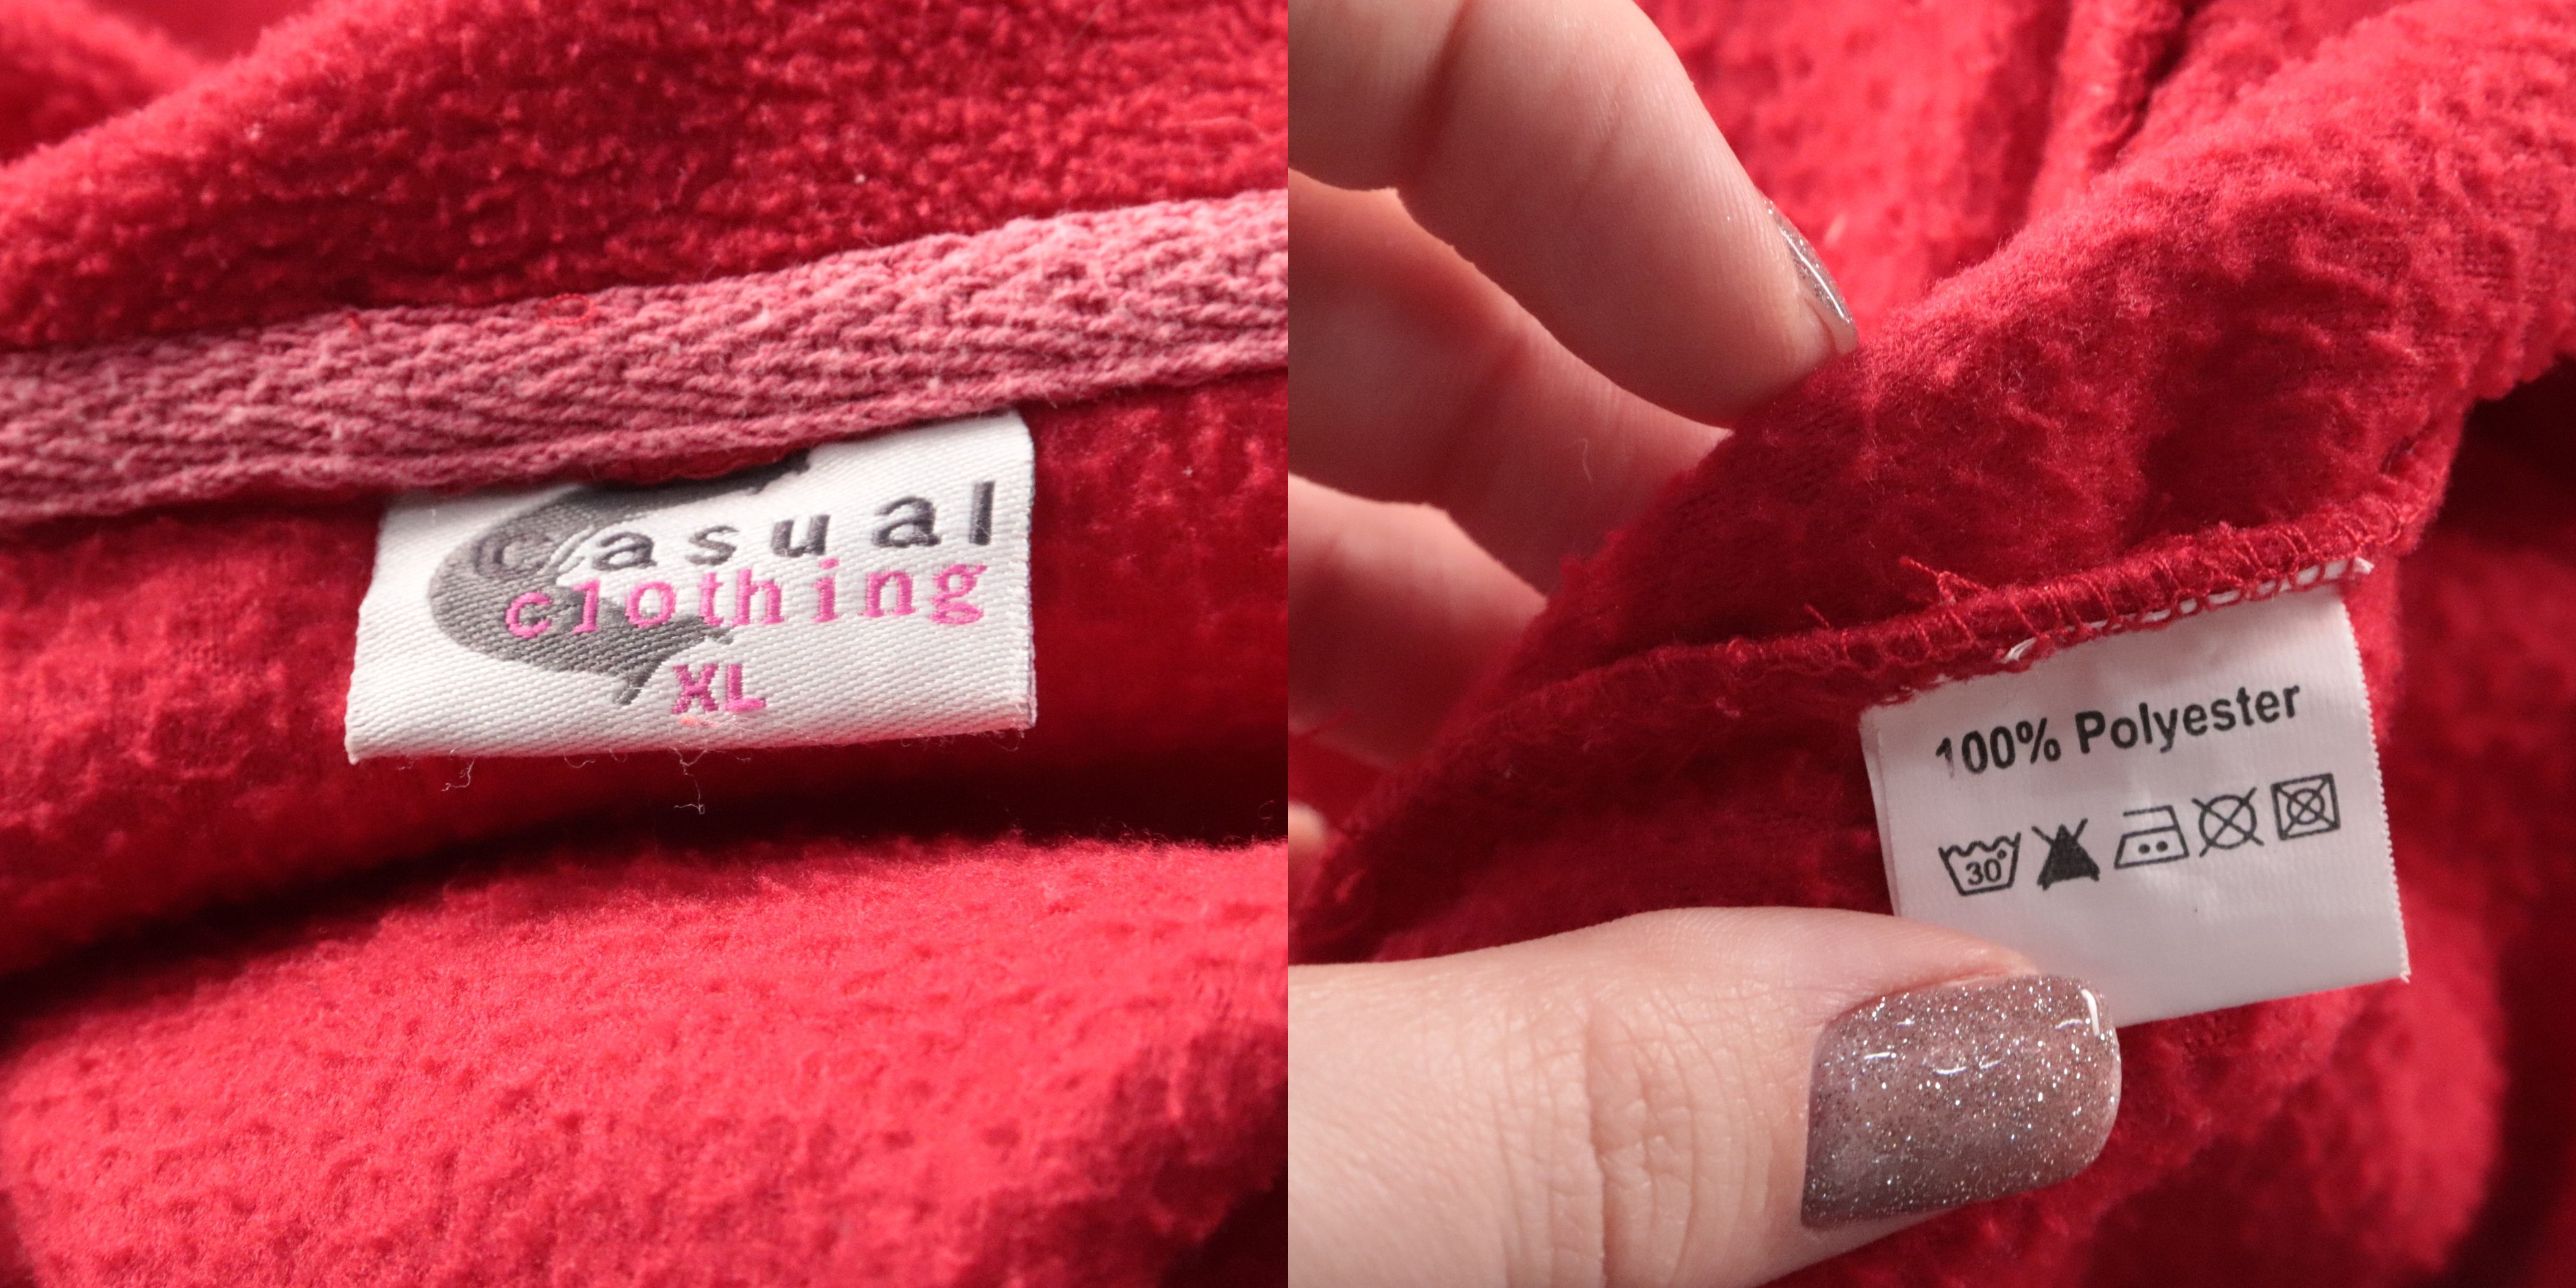 casual
clothing
XL
100% Polyester
30°